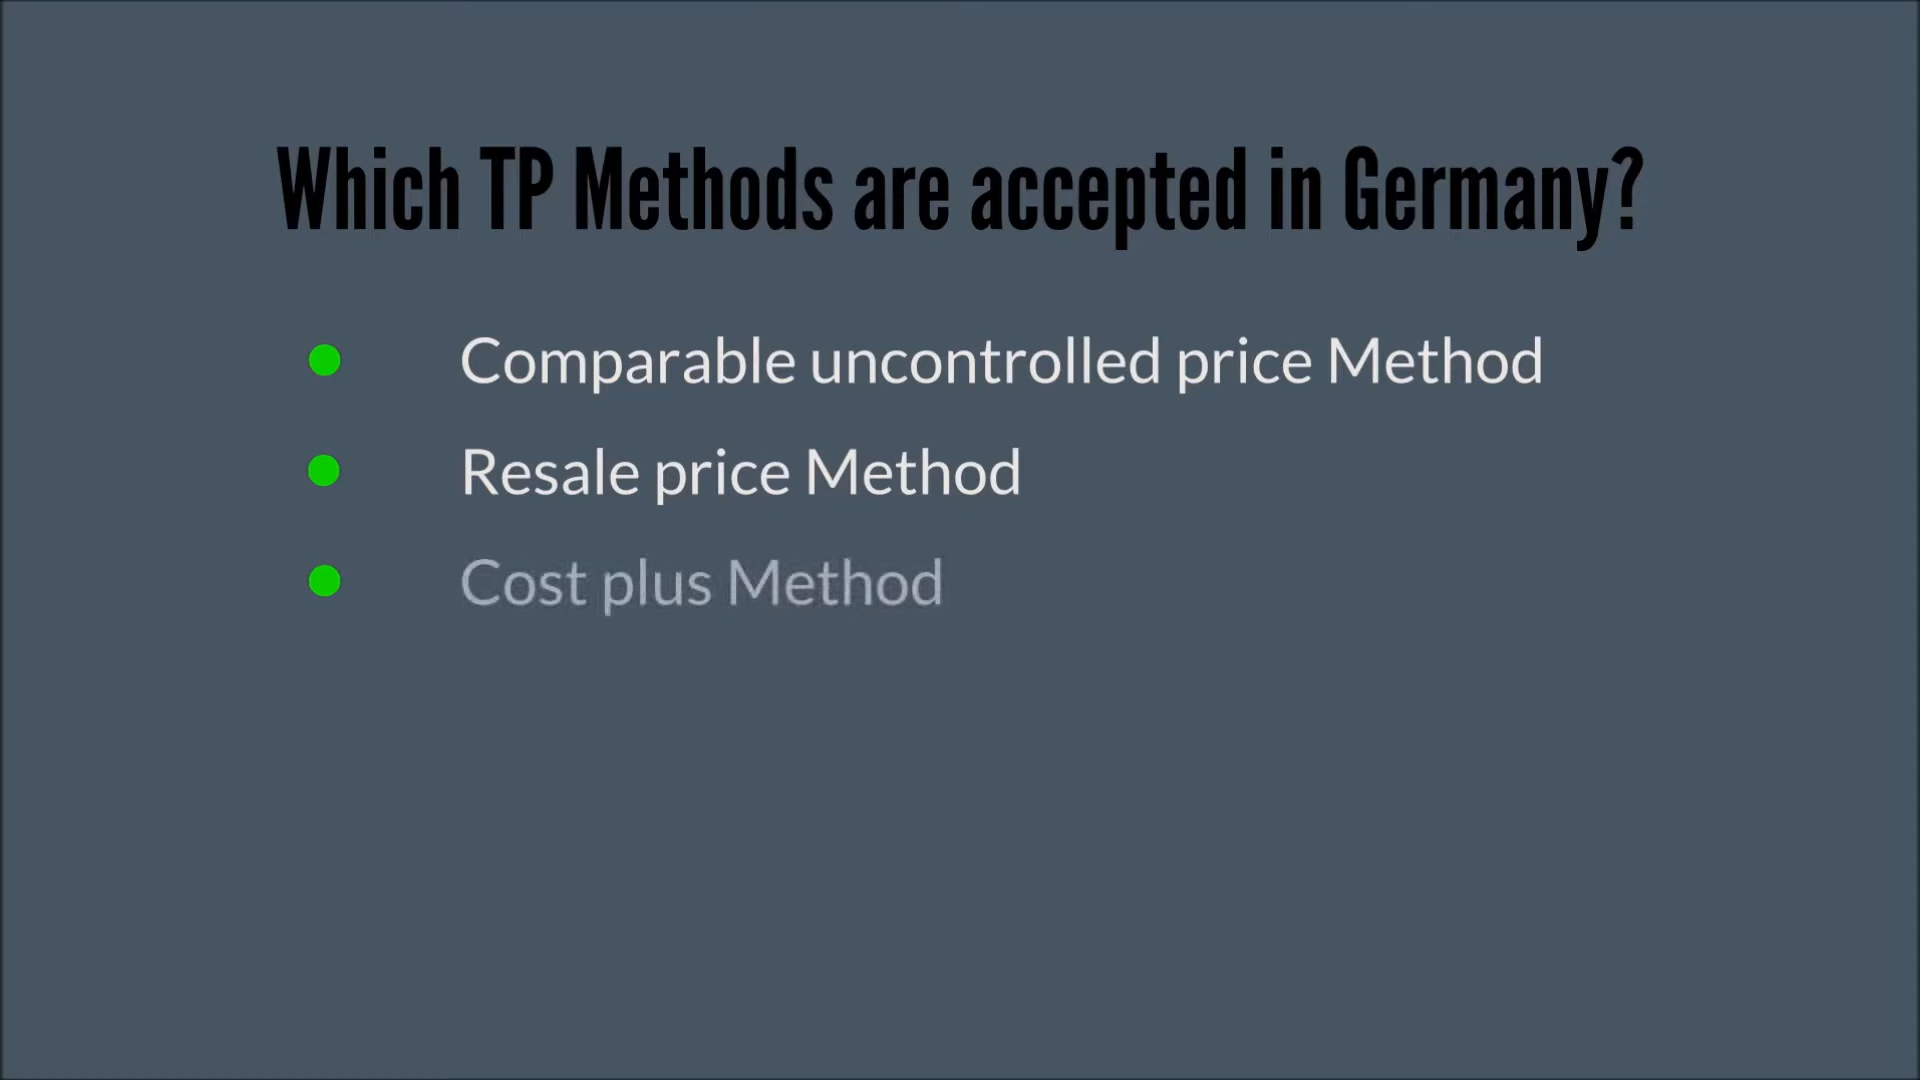 Which TP Methods are accepted in Germany?
Comparable uncontrolled price Method
Resale price Method
Cost plus Method